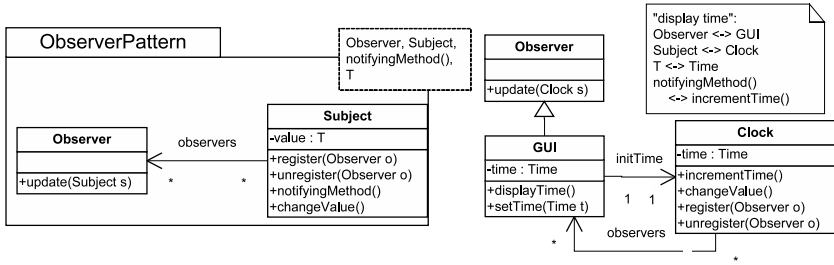 ObserverPattern
Observer, Subject,
notifyingMethod(),
T
Observer
+update(Subject s)
observers
*
*
Subject
-value : T
+register(Observer o)
+unregister(Observer o)
+notifyingMethod()
+changeValue()
Observer
+update(Clock s)
GUI
-time : Time
+displayTime()
+setTime(Time t)
initTime
1
1
observers
*
*
Clock
-time : Time
+incrementTime()
+changeValue()
+register(Observer o)
+unregister(Observer o)
"display time":
Observer <-> GUI
Subject <-> Clock
T <-> Time
notifyingMethod()
<-> incrementTime()